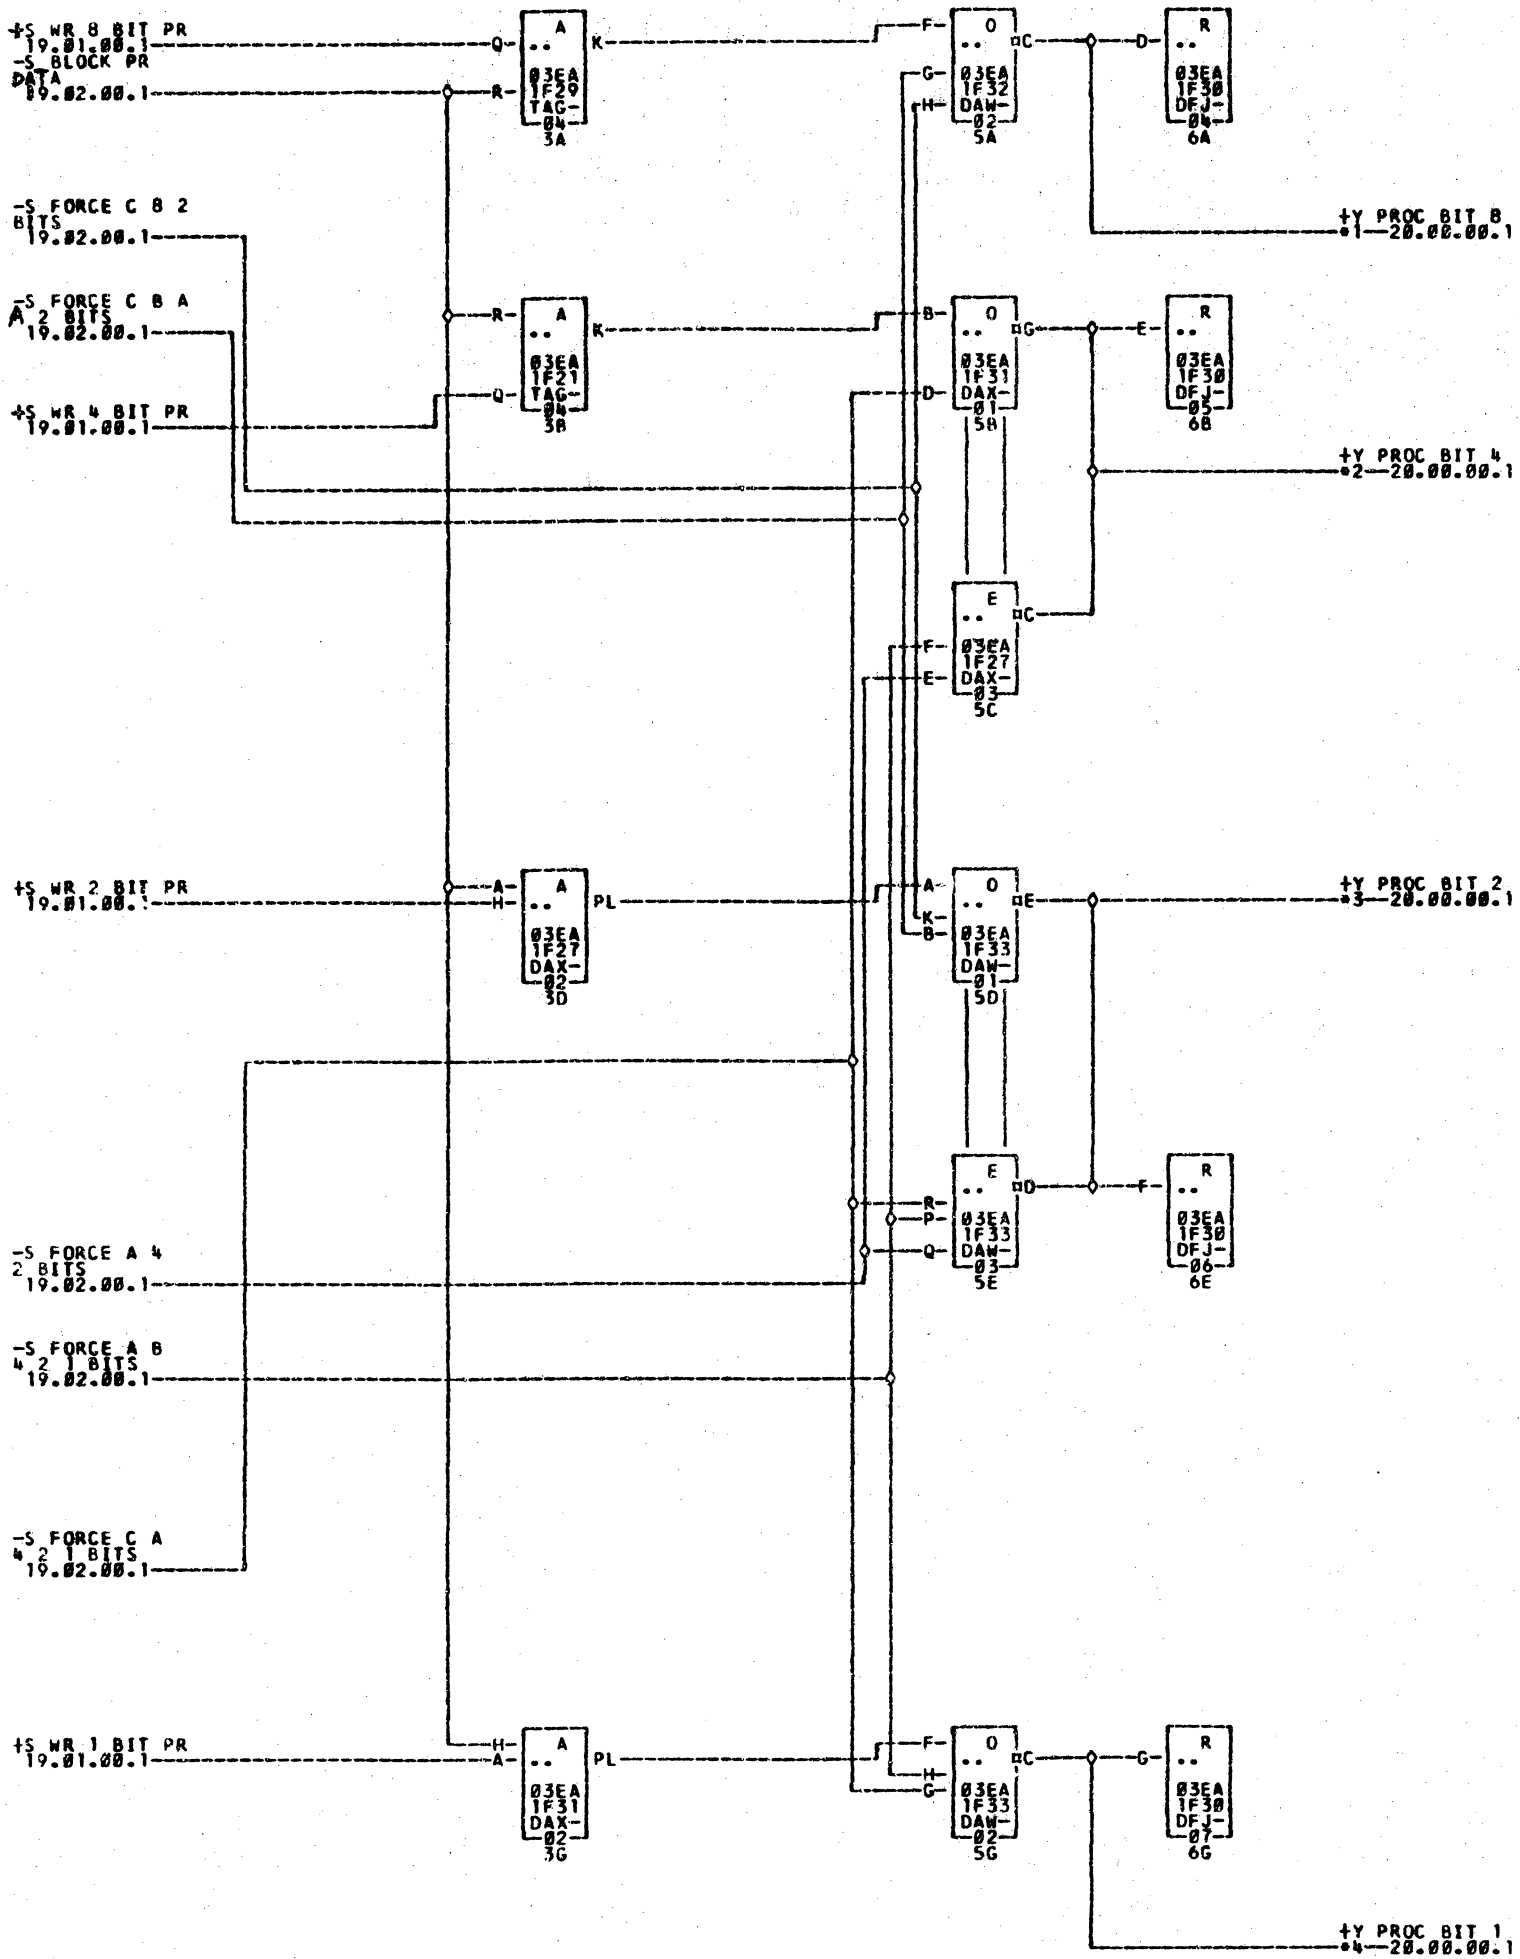 +S WR 8 BIT PR
19.01.00.1
-S BLOCK PR
DATA
19.02.00.1
Q
R
A
..
03EA
1F29
TAG-
04
3A
K
F
G
H
O
..
03EA
1F32
DAW-
02
5A
C
D
R
..
03EA
1F30
DFJ-
04
6A
+Y PROC BIT 8
*1—20.00.00.1
-S FORCE C 8 2
BITS
19.02.00.1
-S FORCE C B A
A 2 BITS
19.02.00.1
+S WR 4 BIT PR
19.01.00.1
R
Q
A
..
03EA
1F21
TAG-
04
3B
K
B
D
O
..
03EA
1F31
DAX-
01
5B
G
E
R
..
03EA
1F30
DFJ-
05
6B
+Y PROC BIT 4
*2—20.00.00.1
F
E
E
..
03EA
1F27
DAX-
03
5C
C
+S WR 2 BIT PR
19.01.00.1
A
H
A
..
03EA
1F27
DAX-
02
3D
PL
A
K
B
O
..
03EA
1F33
DAW-
01
5D
E
+Y PROC BIT 2
*3—20.00.00.1
R
P
Q
E
..
03EA
1F33
DAW-
03
5E
D
F
R
..
03EA
1F30
DFJ-
06
6E
-S FORCE A 4
2 BITS
19.02.00.1
-S FORCE A B
4 2 1 BITS
19.02.00.1
-S FORCE C A
4 2 1 BITS
19.02.00.1
+S WR 1 BIT PR
19.01.00.1
H
A
A
..
03EA
1F31
DAX-
02
3G
PL
F
H
G
O
..
03EA
1F33
DAW-
02
5G
C
G
R
..
03EA
1F30
DFJ-
07
6G
+Y PROC BIT 1
*4—20.00.00.1